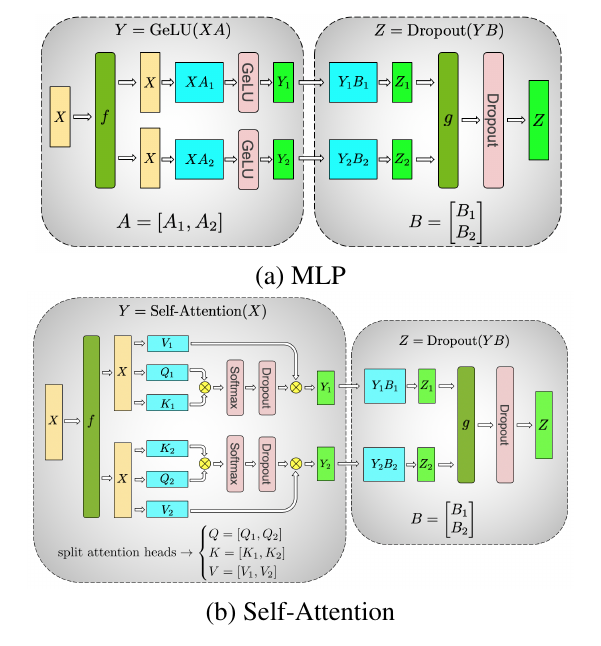 Y = GeLU(XA)
Z = Dropout(YB)
X
f
X
XA₁
GeLU
Y₁
Y₁B₁
Z₁
X
XA₂
GeLU
Y₂
Y₂B₂
Z₂
g
Dropout
Z
A = [A₁, A₂]
B = [B₁
B₂]
(a) MLP
Y = Self-Attention(X)
Z = Dropout(YB)
X
f
X
V₁
Q₁
K₁
Softmax
Dropout
Y₁
Y₁B₁
Z₁
X
K₂
Q₂
V₂
Softmax
Dropout
Y₂
Y₂B₂
Z₂
g
Dropout
Z
split attention heads → {
Q = [Q₁, Q₂]
K = [K₁, K₂]
V = [V₁, V₂]
B = [B₁
B₂]
(b) Self-Attention